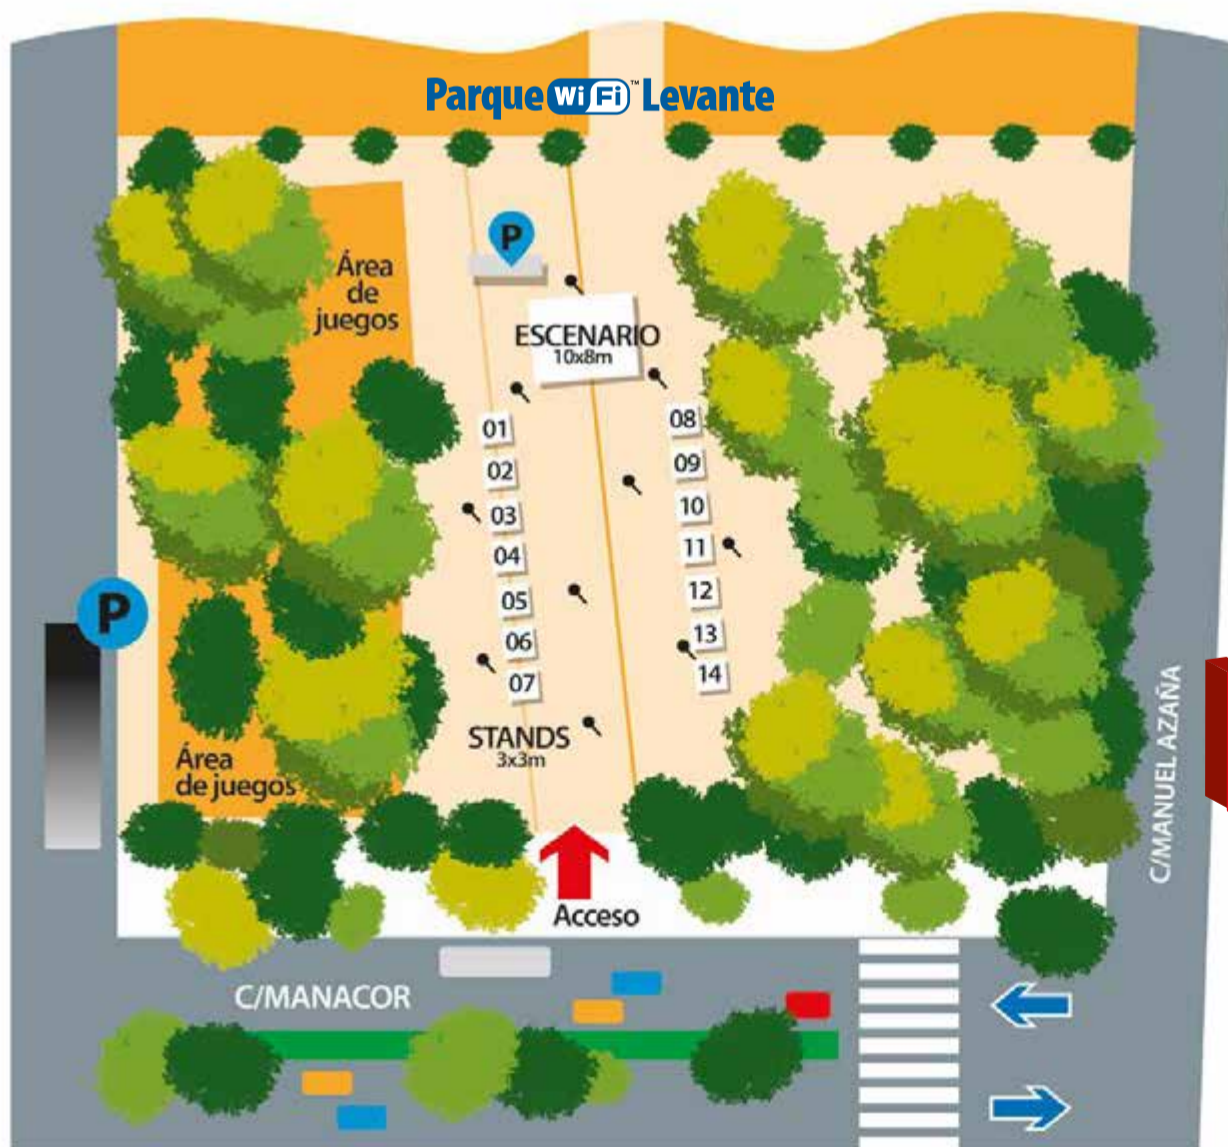 Parque WiFi™ Levante
P
Área
de
juegos
ESCENARIO
10x8m
01
02
03
04
05
06
07
08
09
10
11
12
13
14
P
STANDS
3x3m
Área
de juegos
Acceso
C/MANUEL AZAÑA
C/MANACOR